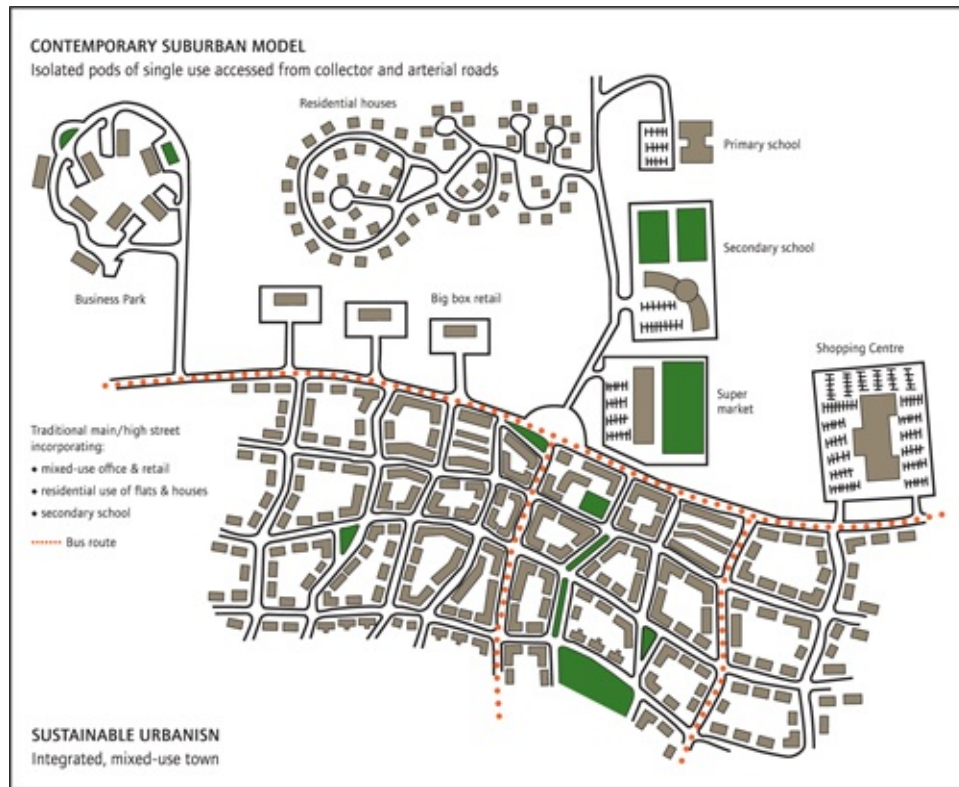 CONTEMPORARY SUBURBAN MODEL
Isolated pods of single use accessed from collector and arterial roads
Residential houses
Primary school
Secondary school
Business Park
Big box retail
Shopping Centre
Super
market
Traditional main/high street
incorporating:
• mixed-use office & retail
• residential use of flats & houses
• secondary school
Bus route
SUSTAINABLE URBANISN
Integrated, mixed-use town